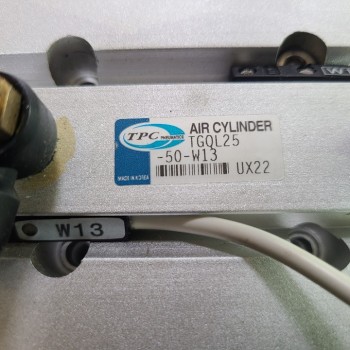 TPC
PNEUMATICS
MADE IN KOREA
AIR CYLINDER
TGQL25
-50-W13
UX22
W13